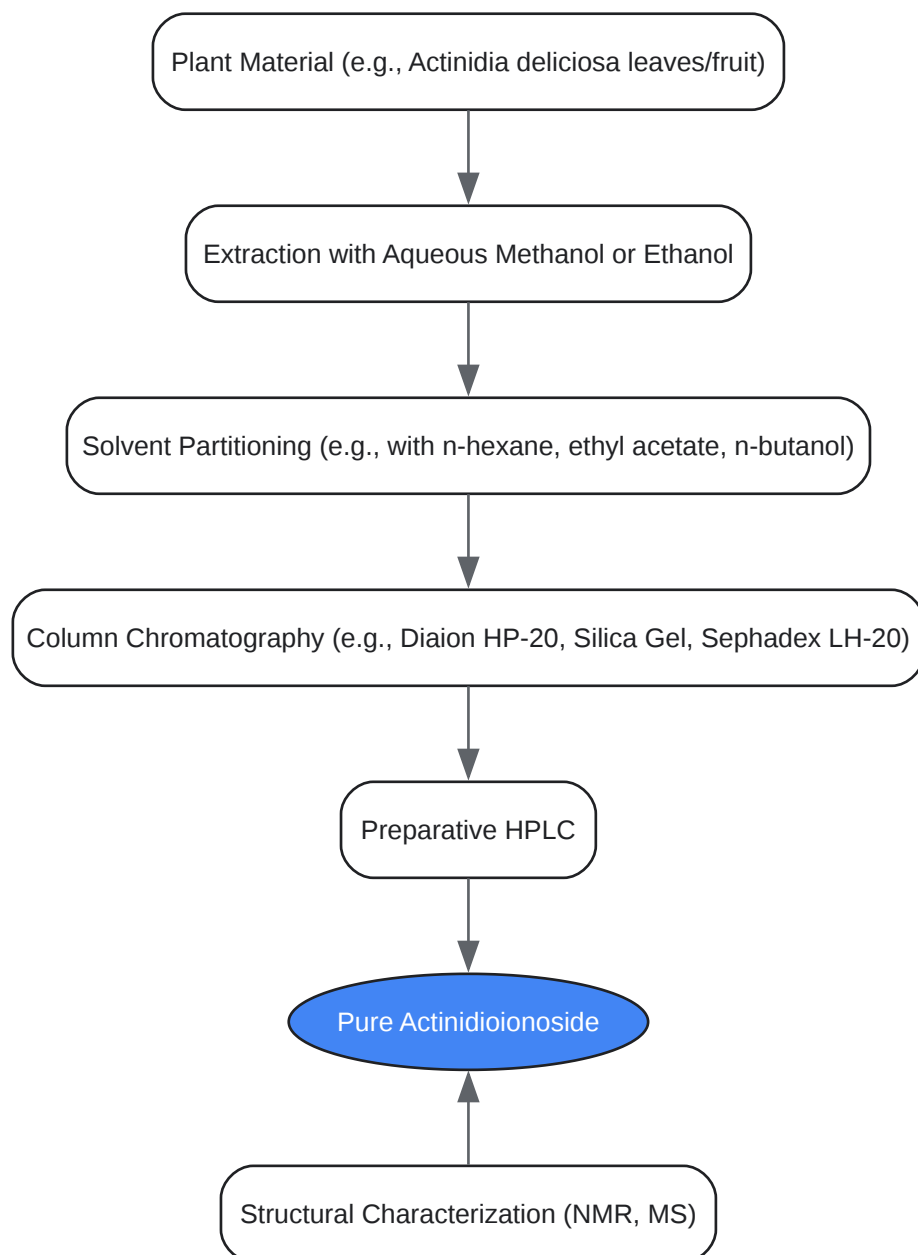 Plant Material (e.g., Actinidia deliciosa leaves/fruit)
Extraction with Aqueous Methanol or Ethanol
Solvent Partitioning (e.g., with n-hexane, ethyl acetate, n-butanol)
Column Chromatography (e.g., Diaion HP-20, Silica Gel, Sephadex LH-20)
Preparative HPLC
Pure Actinidioionoside
Structural Characterization (NMR, MS)